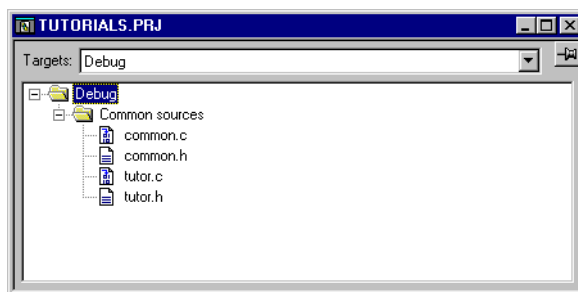 TUTORIALS.PRJ
Targets: Debug
Debug
Common sources
common.c
common.h
tutor.c
tutor.h